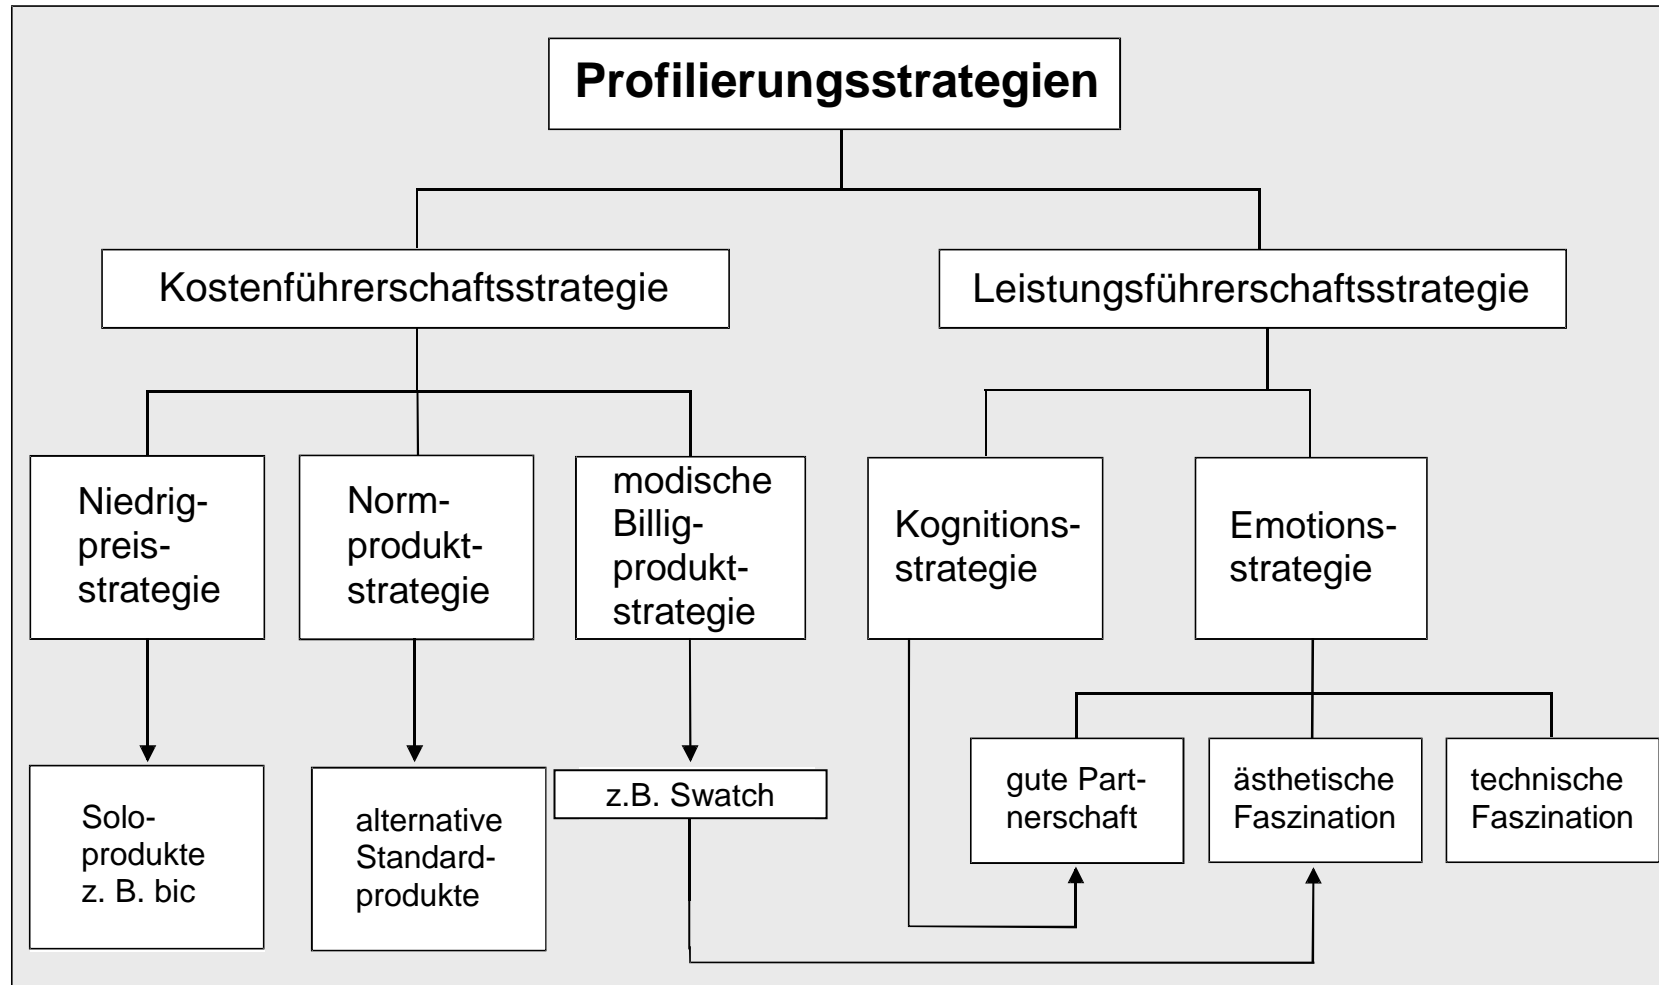 Profilierungsstrategien
Kostenführerschaftsstrategie
Leistungsführerschaftsstrategie
Niedrig-
preis-
strategie
Norm-
produkt-
strategie
modische
Billig-
produkt-
strategie
Kognitions-
strategie
Emotions-
strategie
Solo-
produkte
z. B. bic
alternative
Standard-
produkte
z.B. Swatch
gute Part-
nerschaft
ästhetische
Faszination
technische
Faszination